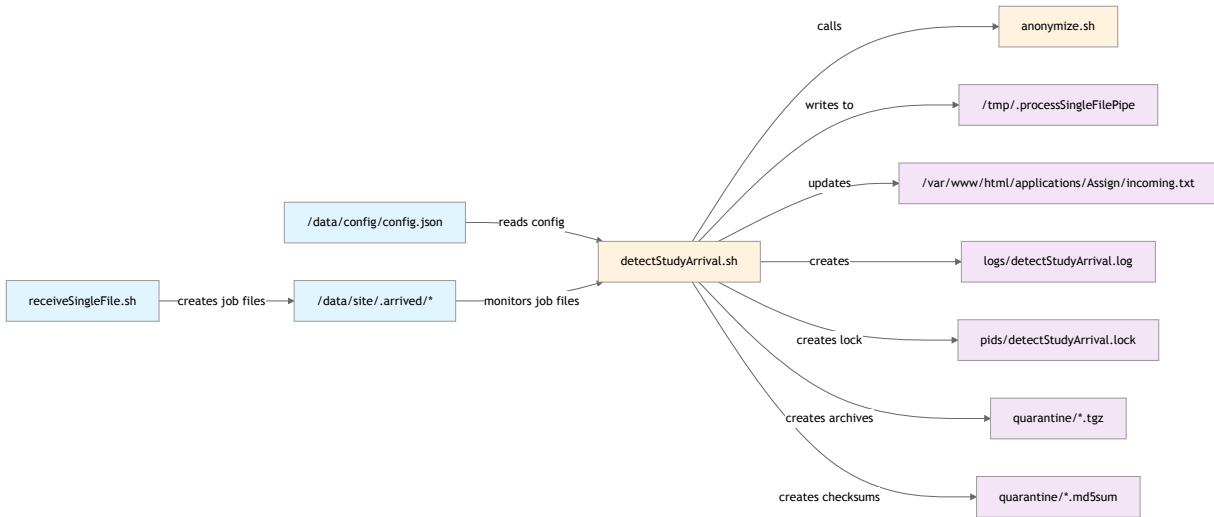 calls
anonymize.sh
writes to
/tmp/.processSingleFilePipe
updates
/var/www/html/applications/Assign/incoming.txt
/data/config/config.json
reads config
detectStudyArrival.sh
creates
logs/detectStudyArrival.log
receiveSingleFile.sh
creates job files
/data/site/.arrived/*
monitors job files
creates lock
pids/detectStudyArrival.lock
creates archives
quarantine/*.tgz
creates checksums
quarantine/*.md5sum